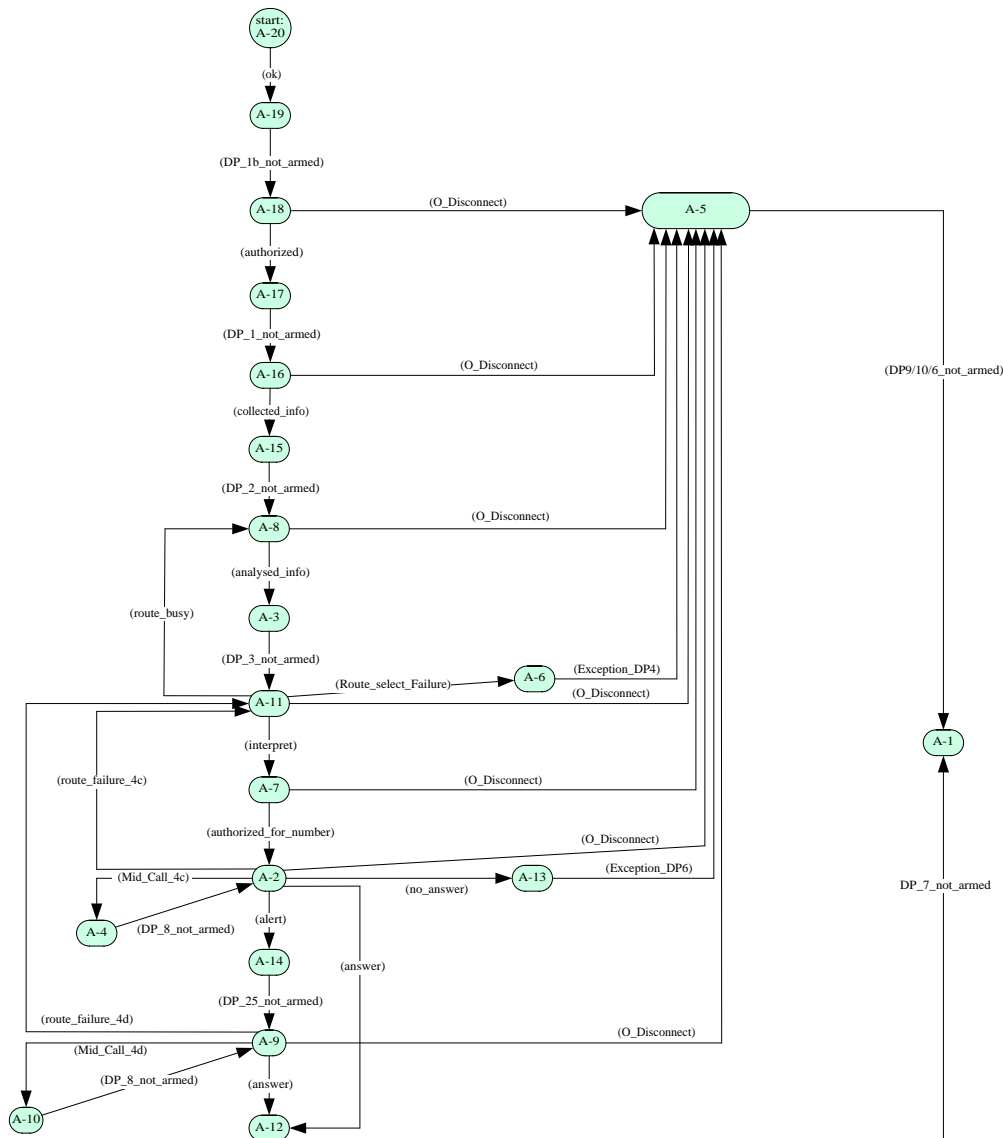 start:
A-20
(ok)
A-19
(DP_1b_not_armed)
A-18
(O_Disconnect)
A-5
(authorized)
A-17
(DP_1_not_armed)
A-16
(O_Disconnect)
(DP9/10/6_not_armed)
(collected_info)
A-15
(DP_2_not_armed)
A-8
(O_Disconnect)
(analysed_info)
(route_busy)
A-3
(DP_3_not_armed)
(Route_select_Failure)
A-6
(Exception_DP4)
A-11
(O_Disconnect)
(interpret)
A-1
(route_failure_4c)
A-7
(O_Disconnect)
(authorized_for_number)
(O_Disconnect)
(Mid_Call_4c)
A-2
(no_answer)
A-13
(Exception_DP6)
DP_7_not_armed
A-4
(DP_8_not_armed)
(alert)
A-14
(answer)
(DP_25_not_armed)
(route_failure_4d)
(O_Disconnect)
A-9
(Mid_Call_4d)
(DP_8_not_armed)
(answer)
A-10
A-12